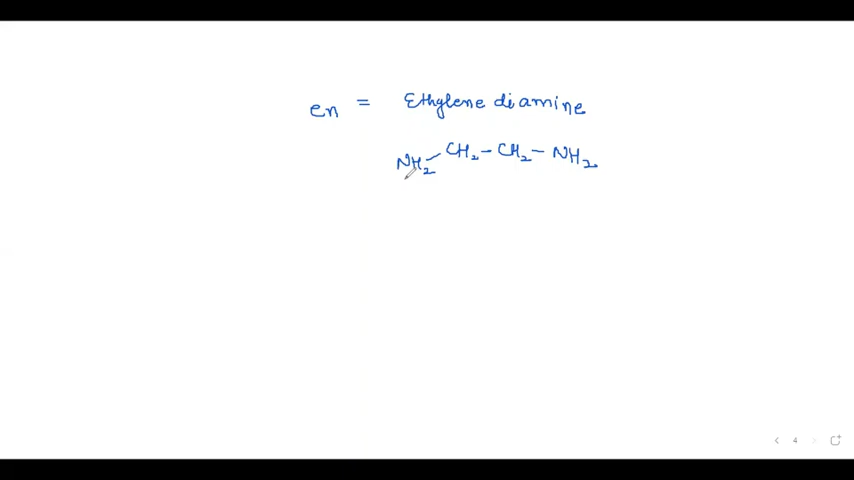 en = Ethylene diamine
NH₂-CH₂-CH₂-NH₂
4